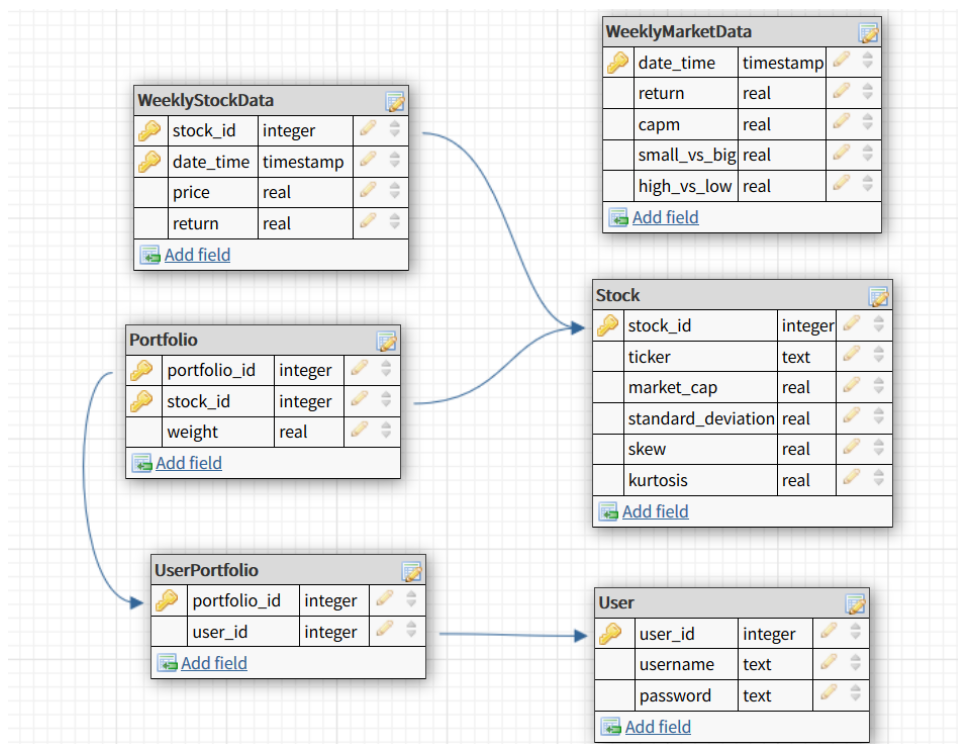 WeeklyMarketData
date_time timestamp
return real
capm real
small_vs_big real
high_vs_low real
Add field
WeeklyStockData
stock_id integer
date_time timestamp
price real
return real
Add field
Stock
stock_id integer
ticker text
market_cap real
standard_deviation real
skew real
kurtosis real
Add field
Portfolio
portfolio_id integer
stock_id integer
weight real
Add field
UserPortfolio
portfolio_id integer
user_id integer
Add field
User
user_id integer
username text
password text
Add field